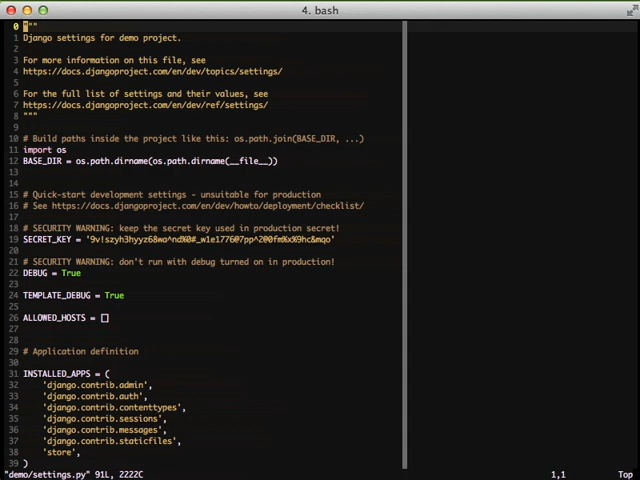 4. bash
0 """
1 Django settings for demo project.
2
3 For more information on this file, see
4 https://docs.djangoproject.com/en/dev/topics/settings/
5
6 For the full list of settings and their values, see
7 https://docs.djangoproject.com/en/dev/ref/settings/
8 """
9
10 # Build paths inside the project like this: os.path.join(BASE_DIR, ...)
11 import os
12 BASE_DIR = os.path.dirname(os.path.dirname(__file__))
13
14
15 # Quick-start development settings - unsuitable for production
16 # See https://docs.djangoproject.com/en/dev/howto/deployment/checklist/
17
18 # SECURITY WARNING: keep the secret key used in production secret!
19 SECRET_KEY =
20
21 # SECURITY WARNING: don't run with debug turned on in production!
22 DEBUG = True
23
24 TEMPLATE_DEBUG = True
25
26 ALLOWED_HOSTS = []
27
28
29 # Application definition
30
31 INSTALLED_APPS = (
32 'django.contrib.admin',
33 'django.contrib.auth',
34 'django.contrib.contenttypes',
35 'django.contrib.sessions',
36 'django.contrib.messages',
37 'django.contrib.staticfiles',
38 'store',
39 )
"demo/settings.py" 91L, 2222C 1,1 Top